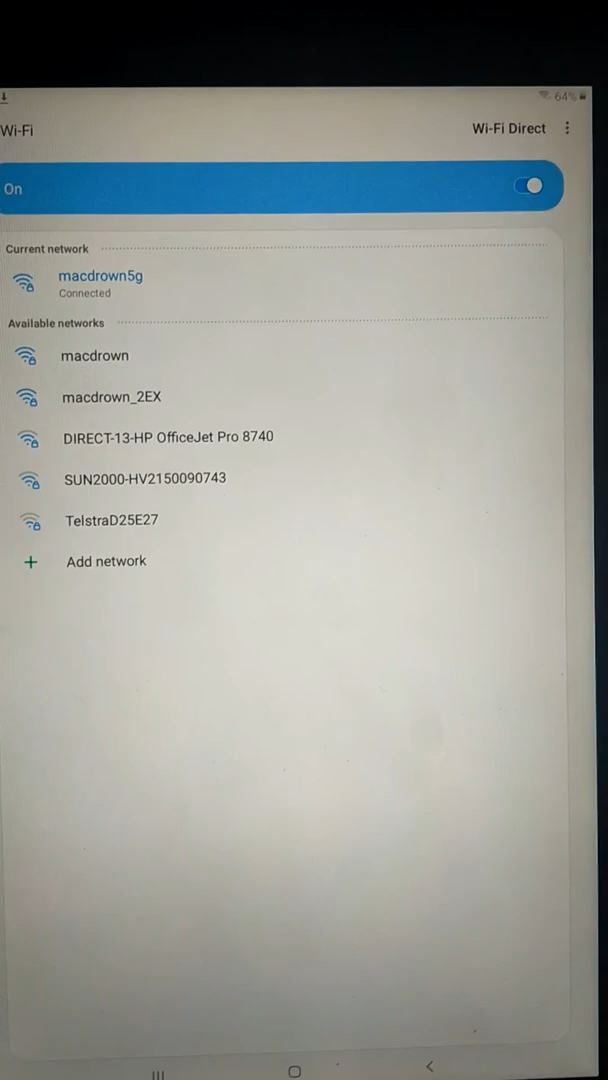 64%
Wi-Fi
Wi-Fi Direct
On
Current network
macdrown5g
Connected
Available networks
macdrown
macdrown_2EX
DIRECT-13-HP OfficeJet Pro 8740
SUN2000-HV2150090743
TelstraD25E27
Add network